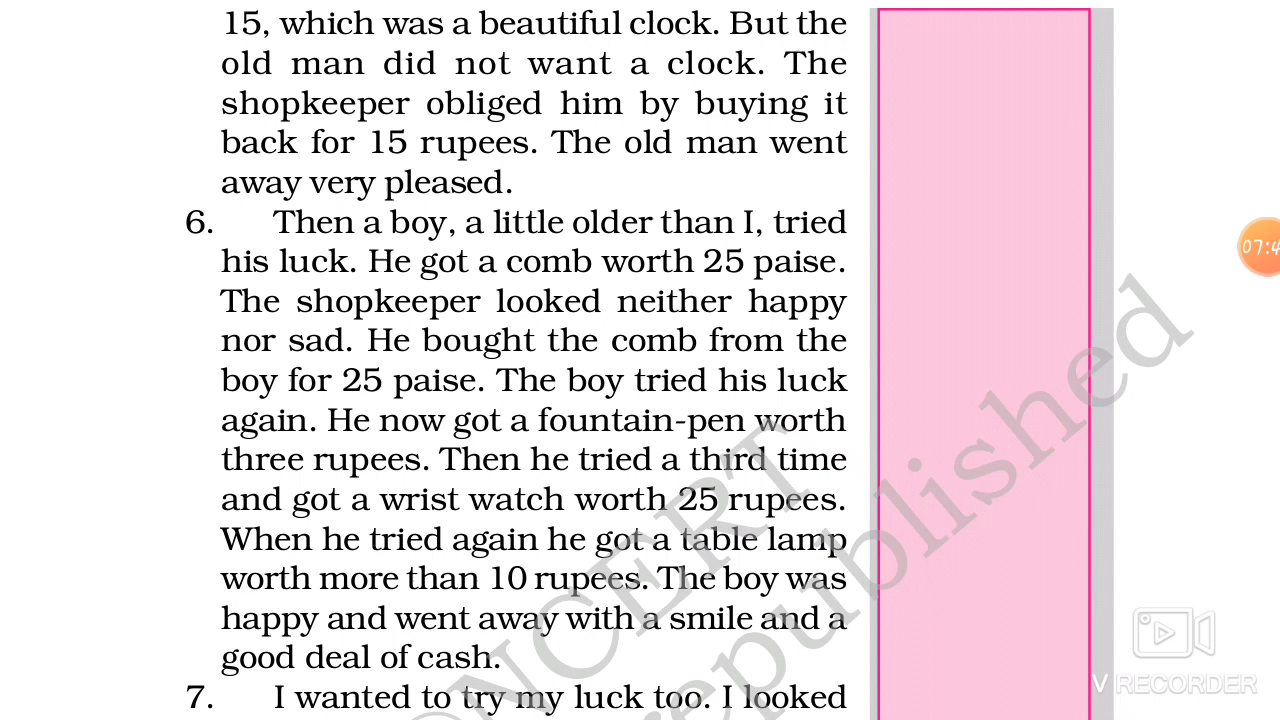 15, which was a beautiful clock. But the
old man did not want a clock. The
shopkeeper obliged him by buying it
back for 15 rupees. The old man went
away very pleased.
6. Then a boy, a little older than I, tried
his luck. He got a comb worth 25 paise.
The shopkeeper looked neither happy
nor sad. He bought the comb from the
boy for 25 paise. The boy tried his luck
again. He now got a fountain-pen worth
three rupees. Then he tried a third time
and got a wrist watch worth 25 rupees.
When he tried again he got a table lamp
worth more than 10 rupees. The boy was
happy and went away with a smile and a
good deal of cash.
7. I wanted to try my luck too. I looked
NCERT
republished
07:4
V RECORDER